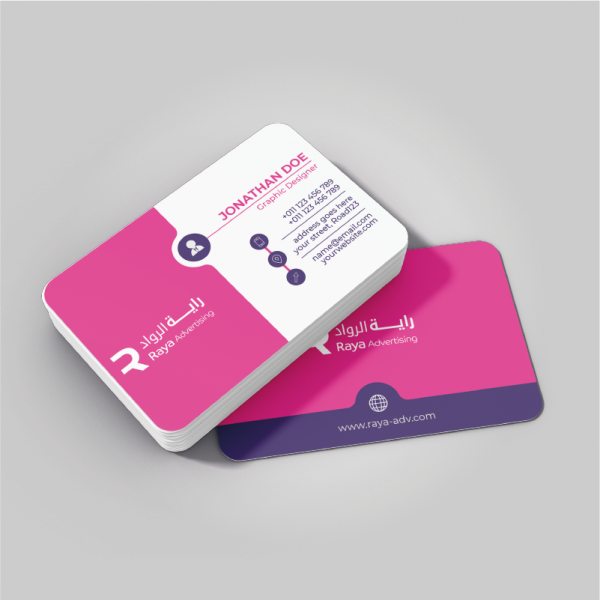 JONATHAN DOE
Graphic Designer
+011 123 456 789
+011 123 456 789
address goes here
your street, Road123
name@email.com
yourwebsite.com
راية الرواد
Raya Advertising
راية الرواد
Raya Advertising
www.raya-adv.com